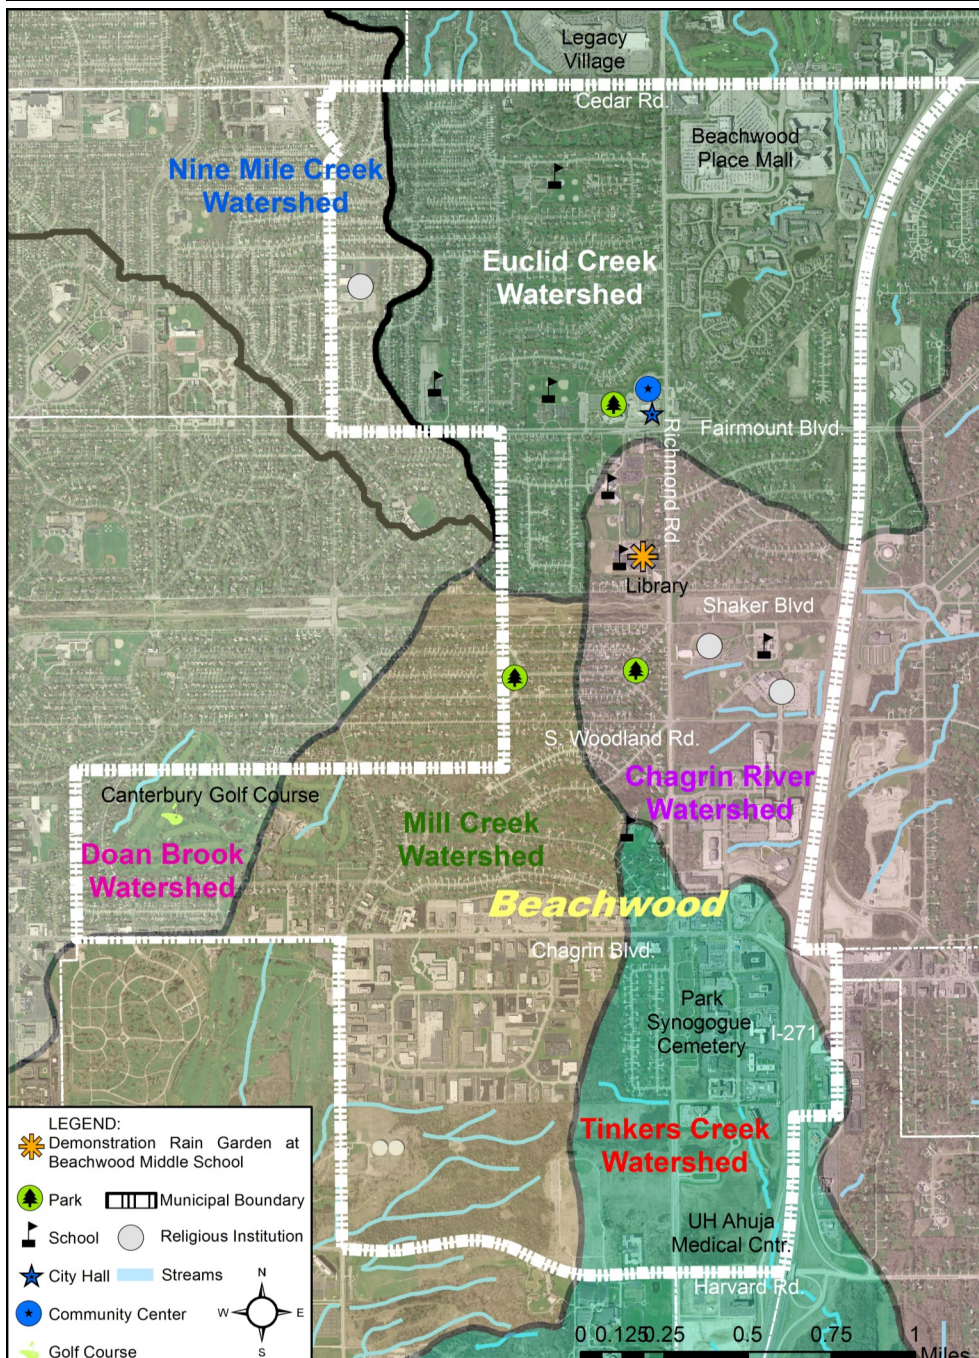 Legacy
Village
Cedar Rd.
Beachwood
Place Mall
Nine Mile Creek
Watershed
Euclid Creek
Watershed
Fairmount Blvd.
Richmond Rd
Library
Shaker Blvd
S. Woodland Rd.
Chagrin River
Watershed
Canterbury Golf Course
Mill Creek
Watershed
Doan Brook
Watershed
Beachwood
Chagrin Blvd.
Park
Synogogue
Cemetery
I-271
Tinkers Creek
Watershed
UH Ahuja
Medical Cntr.
Harvard Rd.
LEGEND:
Demonstration Rain Garden at
Beachwood Middle School
Park Municipal Boundary
School Religious Institution
City Hall Streams
Community Center
Golf Course
N
W E
S
0 0.125 0.25 0.5 0.75 1
Miles